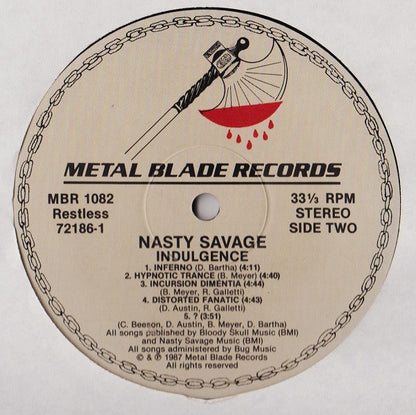 METAL BLADE RECORDS
MBR 1082
Restless
72186-1
33⅓ RPM
STEREO
SIDE TWO
NASTY SAVAGE
INDULGENCE
1. INFERNO (D. Bartha) (4:11)
2. HYPNOTIC TRANCE (B. Meyer) (4:40)
3. INCURSION DIMENTIA (4:44)
(B. Meyer, R. Galletti)
4. DISTORTED FANATIC (4:43)
(D. Austin, R. Galletti)
5. ? (3:51)
(C. Beeson, D. Austin, B. Meyer, D. Bartha)
All songs published by Bloody Skull Music (BMI)
and Nasty Savage Music (BMI)
All songs administered by Bug Music
© & ℗ 1987 Metal Blade Records
All rights reserved